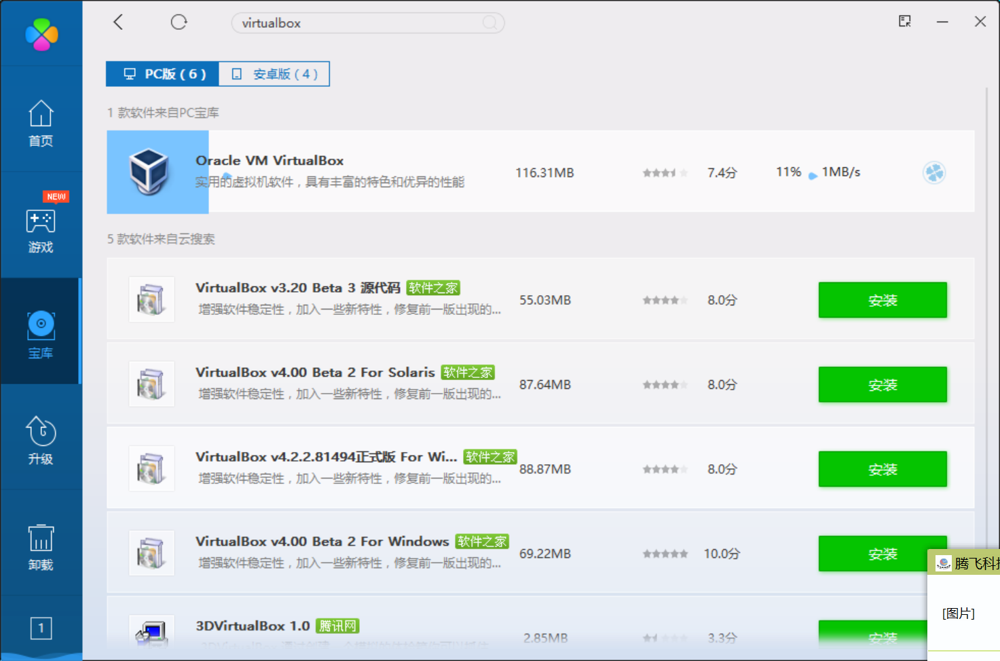 virtualbox
PC版 ( 6 )
安卓版 ( 4 )
1 款软件来自PC宝库
Oracle VM VirtualBox
实用的虚拟机软件，具有丰富的特色和优异的性能
116.31MB
7.4分
11%
1MB/s
5 款软件来自云搜索
VirtualBox v3.20 Beta 3 源代码 软件之家
增强软件稳定性，加入一些新特性，修复前一版出现的...
55.03MB
8.0分
安装
VirtualBox v4.00 Beta 2 For Solaris 软件之家
增强软件稳定性，加入一些新特性，修复前一版出现的...
87.64MB
8.0分
安装
VirtualBox v4.2.2.81494正式版 For Wi... 软件之家
增强软件稳定性，加入一些新特性，修复前一版出现的...
88.87MB
8.0分
安装
VirtualBox v4.00 Beta 2 For Windows 软件之家
增强软件稳定性，加入一些新特性，修复前一版出现的...
69.22MB
10.0分
安装
3DVirtualBox 1.0 腾讯网
2.85MB
3.3分
安装
首页
NEW
游戏
宝库
升级
卸载
1
腾飞科
[图片]